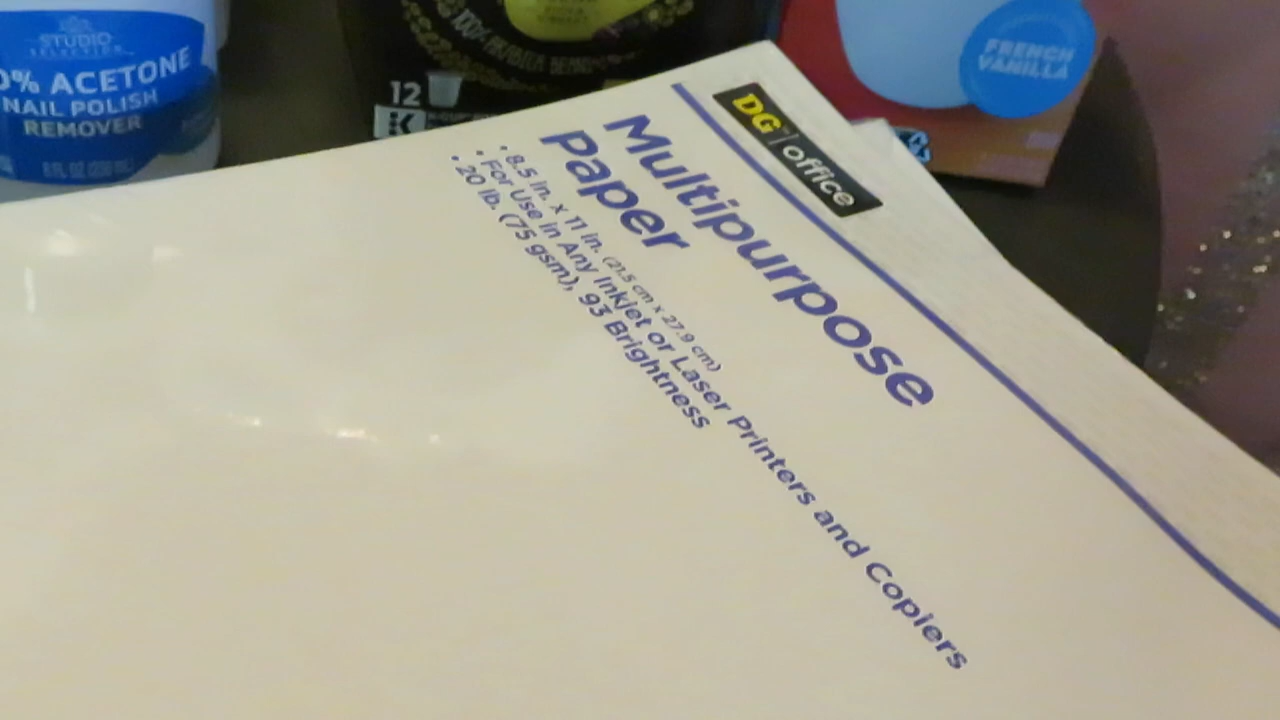 STUDIO
SELECTION
0% ACETONE
NAIL POLISH
REMOVER
12
K
FRENCH
VANILLA
DG™ office
Multipurpose
Paper
• 8.5 in. x 11 in. (21.5 cm x 27.9 cm)
• For Use in Any Inkjet or Laser Printers and Copiers
• 20 lb. (75 gsm), 93 Brightness